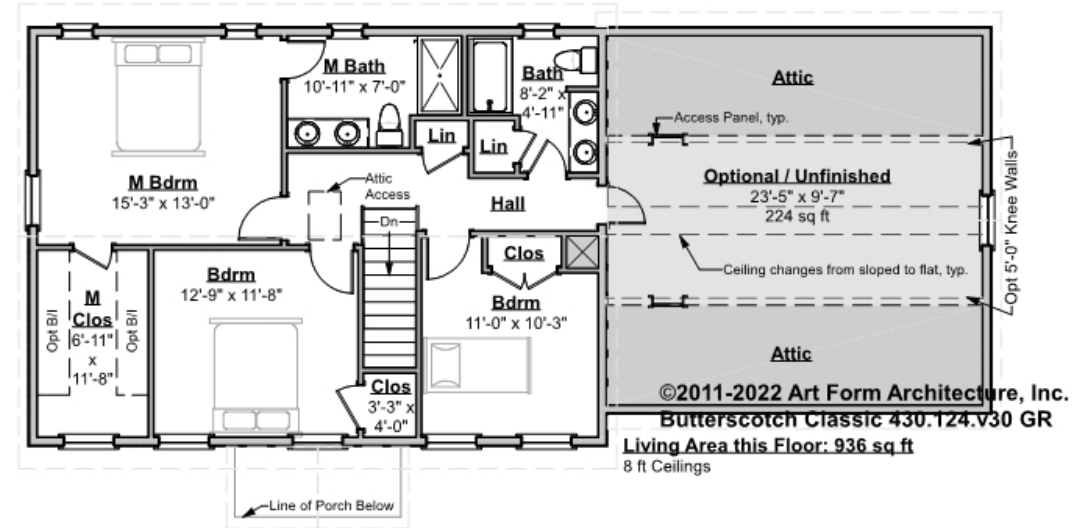 M Bath
10'-11" x 7'-0"
Bath
8'-2" x
4'-11"
Attic
Access Panel, typ.
Lin
Lin
M Bdrm
15'-3" x 13'-0"
Attic
Access
Dn
Hall
Optional / Unfinished
23'-5" x 9'-7"
224 sq ft
Opt 5'-0" Knee Walls
Ceiling changes from sloped to flat, typ.
Opt B/I
M
Clos
6'-11"
x
11'-8"
Opt B/I
Bdrm
12'-9" x 11'-8"
Clos
Bdrm
11'-0" x 10'-3"
Attic
Clos
3'-3" x
4'-0"
©2011-2022 Art Form Architecture, Inc.
Butterscotch Classic 430.124.v30 GR
Living Area this Floor: 936 sq ft
8 ft Ceilings
Line of Porch Below